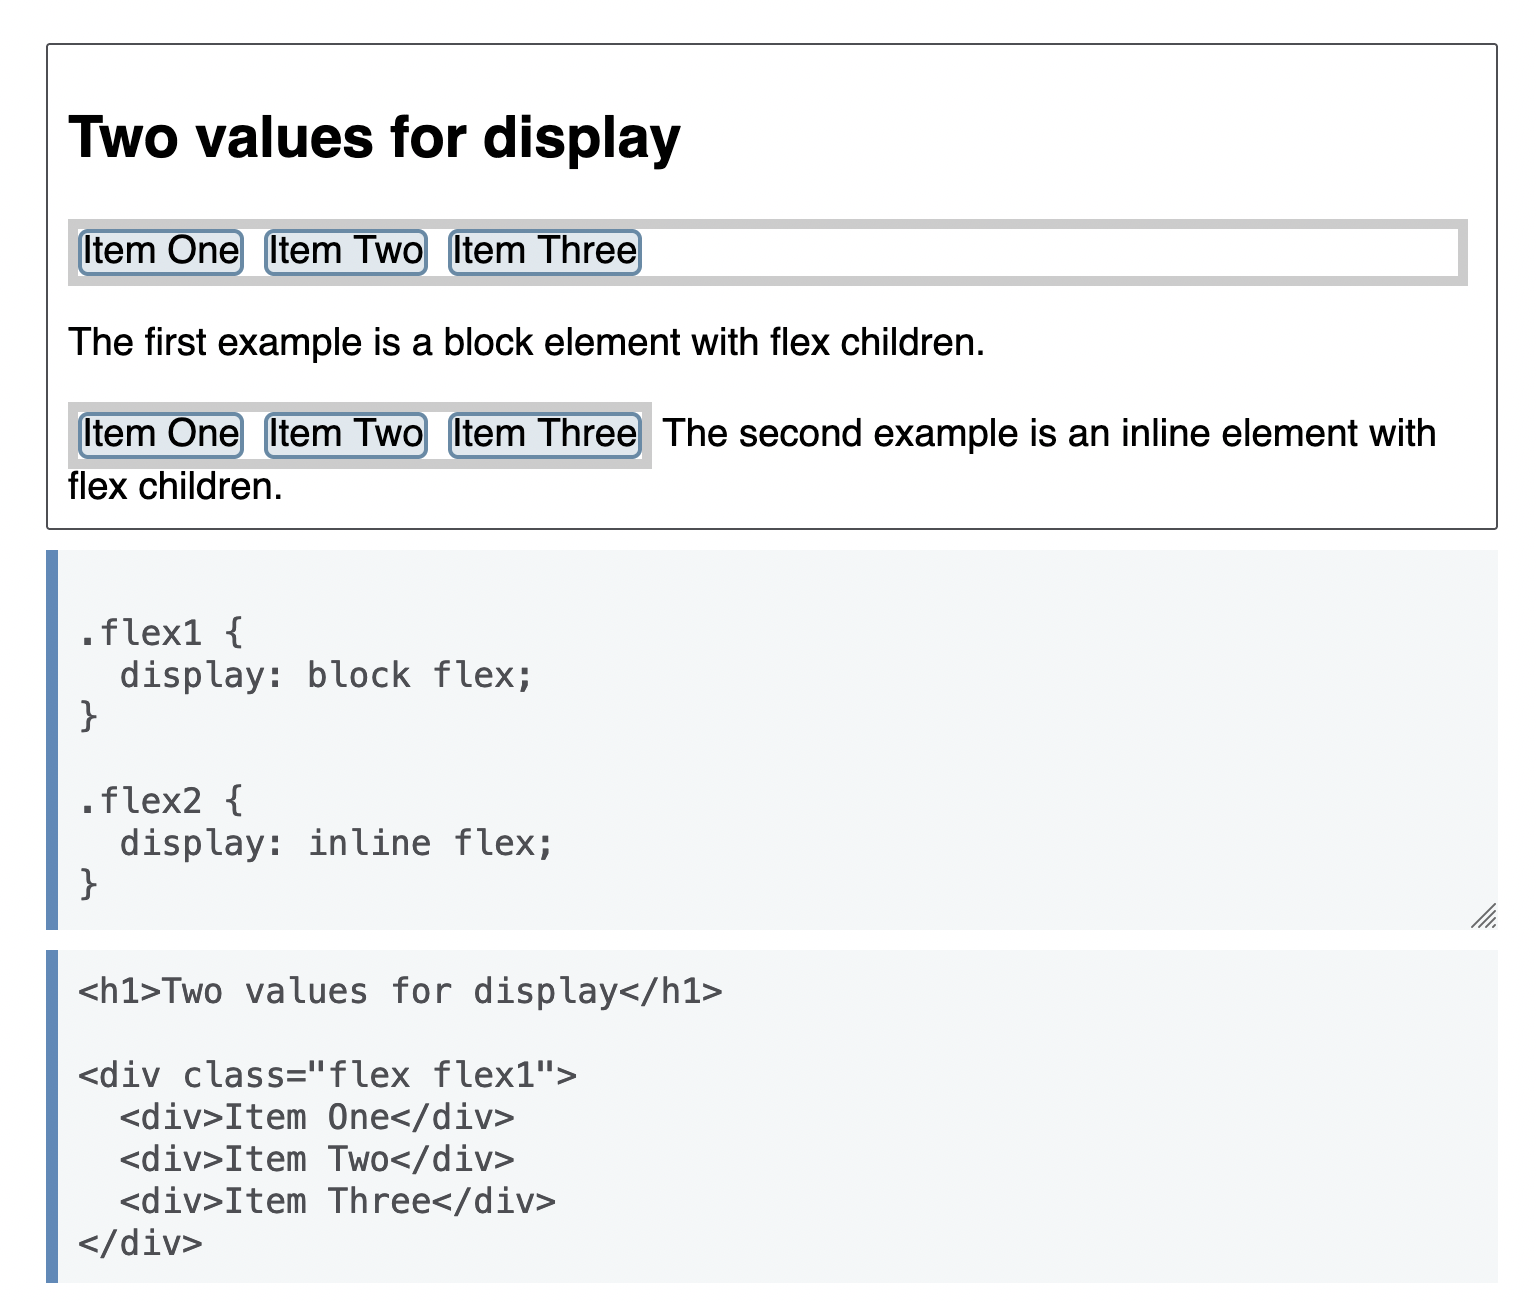 Two values for display
Item One Item Two Item Three
The first example is a block element with flex children.
Item One Item Two Item Three The second example is an inline element with
flex children.
.flex1 {
  display: block flex;
}
.flex2 {
  display: inline flex;
}
<h1>Two values for display</h1>
<div class="flex flex1">
  <div>Item One</div>
  <div>Item Two</div>
  <div>Item Three</div>
</div>